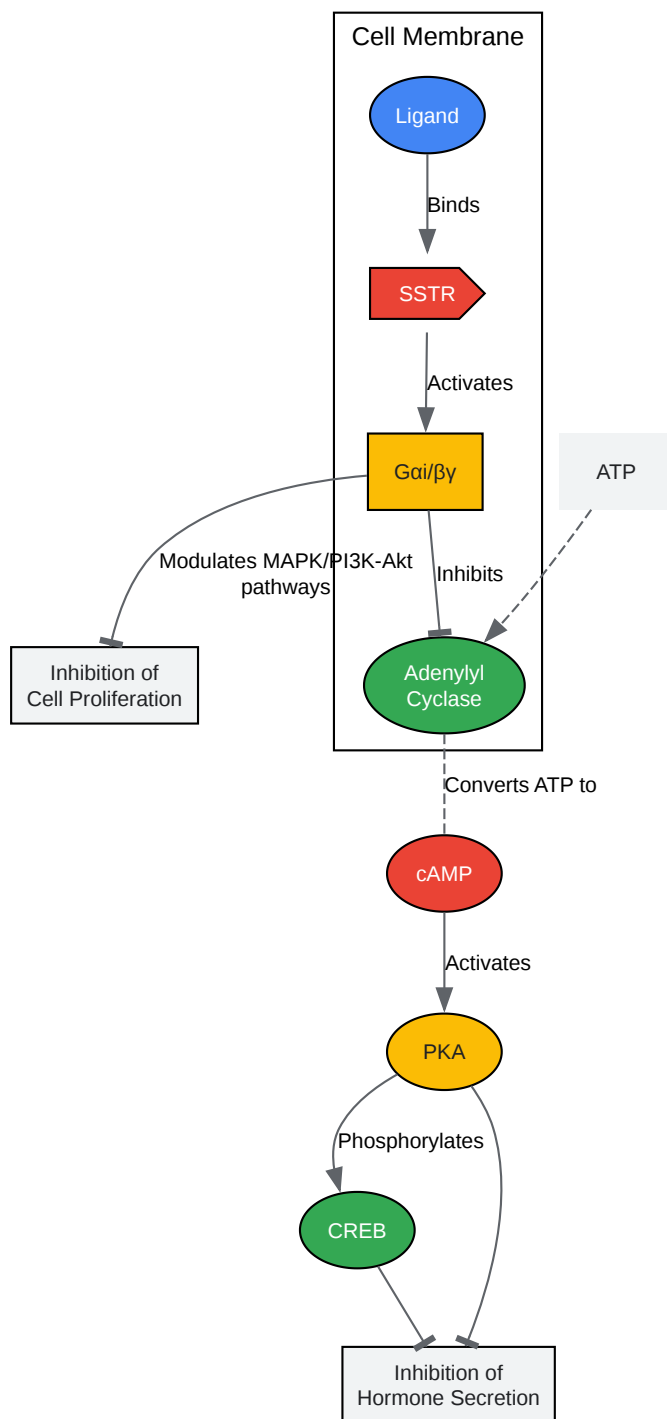 Cell Membrane
Ligand
Binds
SSTR
Activates
Gαi/βγ
ATP
Modulates MAPK/PI3K-Akt
pathways
Inhibits
Inhibition of
Cell Proliferation
Adenylyl
Cyclase
Converts ATP to
cAMP
Activates
PKA
Phosphorylates
CREB
Inhibition of
Hormone Secretion